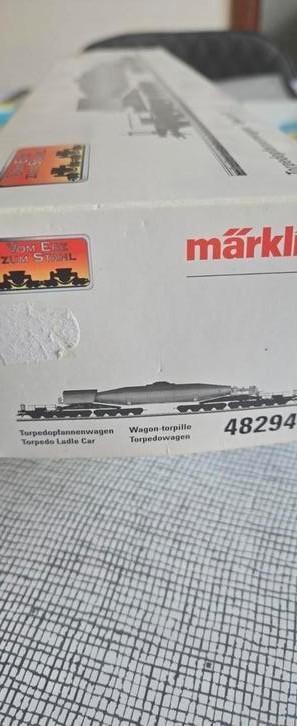 VOM ERZ
ZUM STAHL
märkli
Torpedopfannenwagen
Torpedo Ladle Car
Wagon-torpille
Torpedowagen
48294